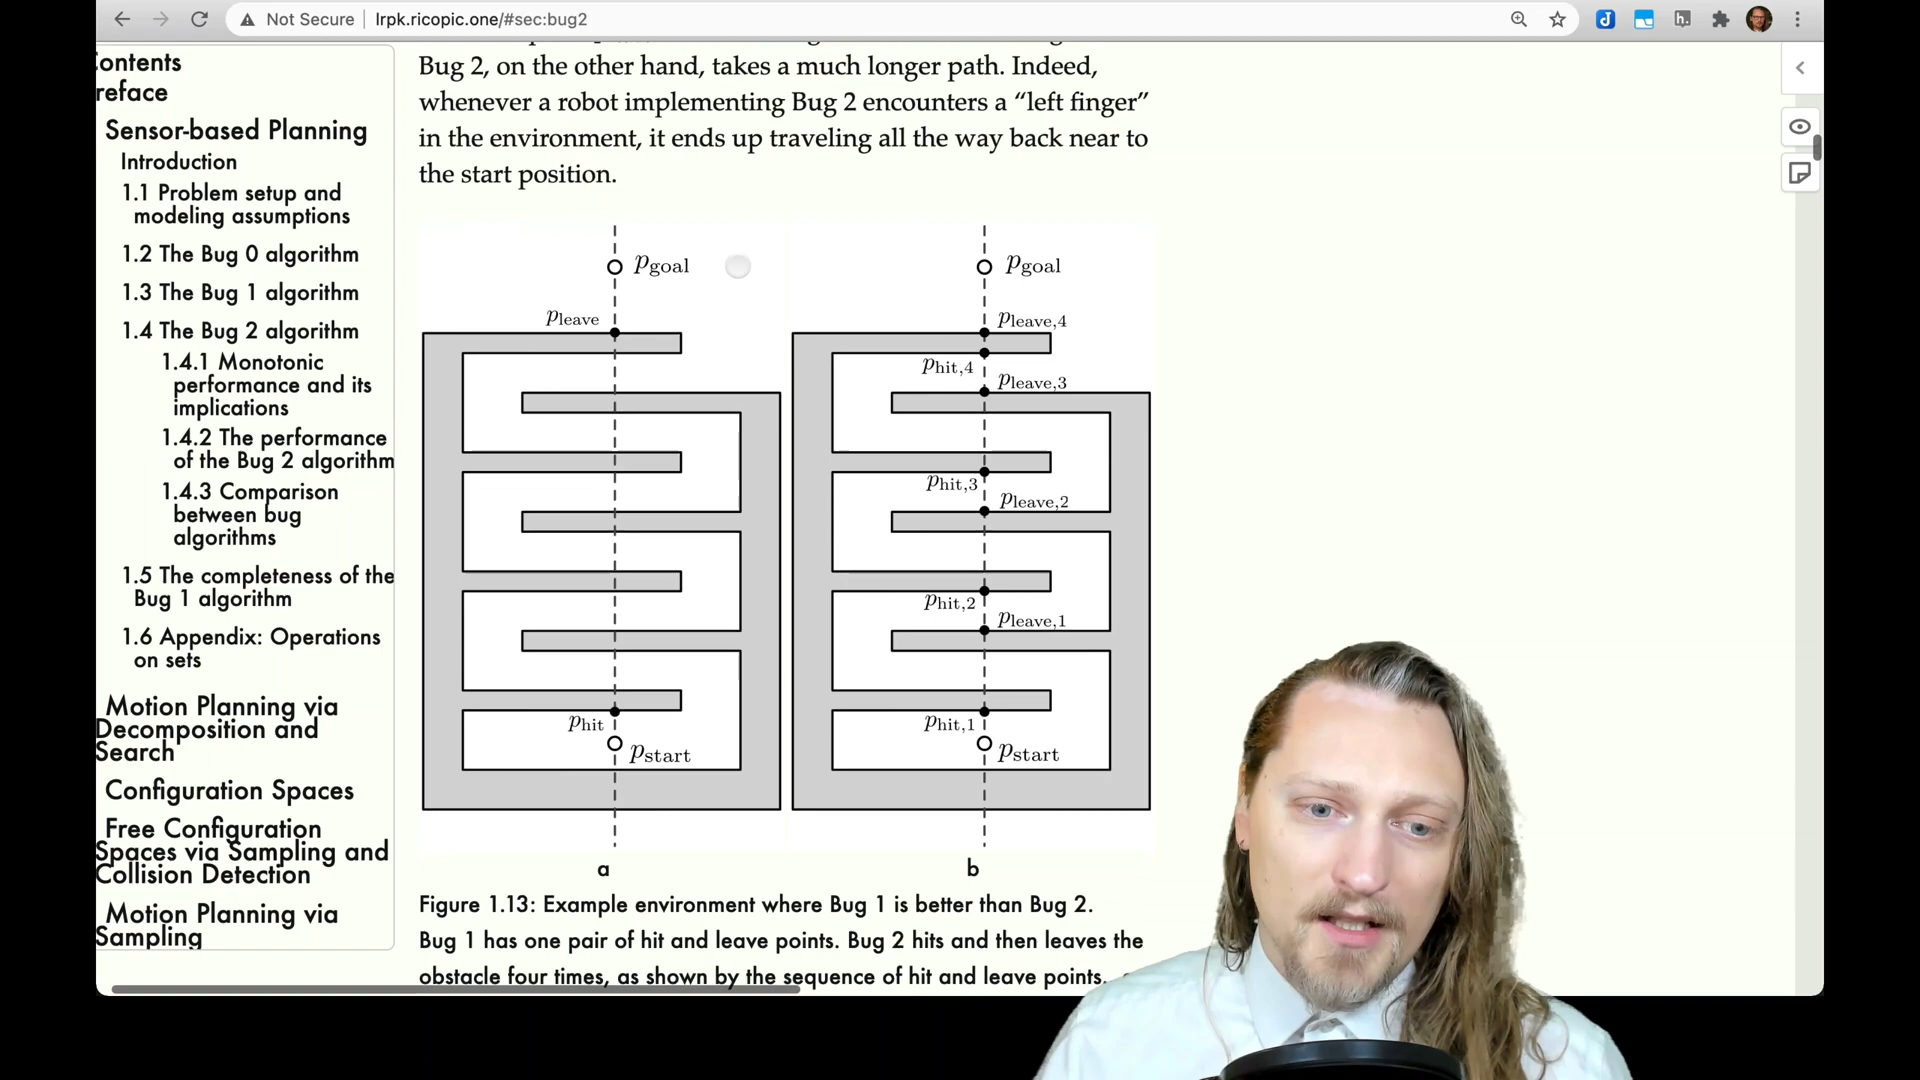 Not Secure
lrpk.ricopic.one/#sec:bug2
ontents
reface
Sensor-based Planning
Introduction
1.1 Problem setup and
modeling assumptions
1.2 The Bug 0 algorithm
1.3 The Bug 1 algorithm
1.4 The Bug 2 algorithm
1.4.1 Monotonic
performance and its
implications
1.4.2 The performance
of the Bug 2 algorithm
1.4.3 Comparison
between bug
algorithms
1.5 The completeness of the
Bug 1 algorithm
1.6 Appendix: Operations
on sets
Motion Planning via
Decomposition and
Search
Configuration Spaces
Free Configuration
Spaces via Sampling and
Collision Detection
Motion Planning via
Sampling
Bug 2, on the other hand, takes a much longer path. Indeed,
whenever a robot implementing Bug 2 encounters a “left finger”
in the environment, it ends up traveling all the way back near to
the start position.
pgoal
pleave
phit
pstart
a
pgoal
pleave,4
phit,4
pleave,3
phit,3
pleave,2
phit,2
pleave,1
phit,1
pstart
b
Figure 1.13: Example environment where Bug 1 is better than Bug 2.
Bug 1 has one pair of hit and leave points. Bug 2 hits and then leaves the
obstacle four times, as shown by the sequence of hit and leave points.